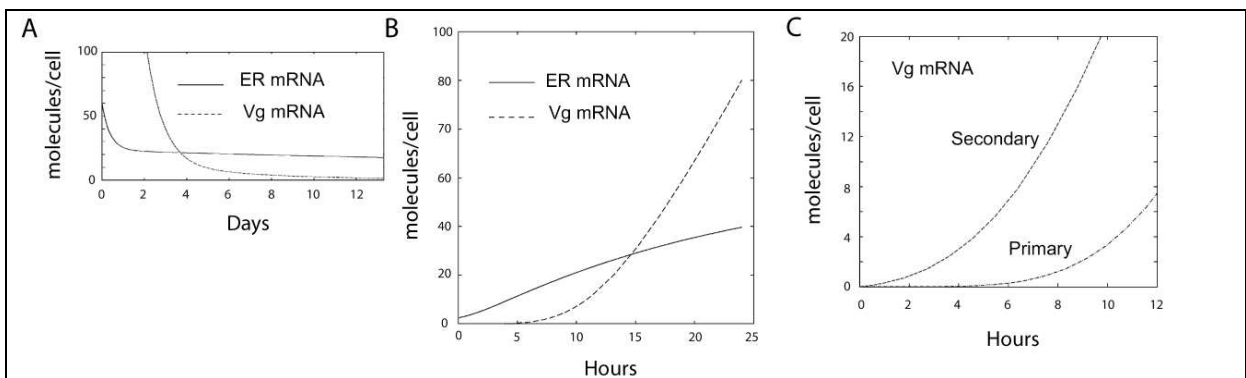 A
molecules/cell
100
50
0
ER mRNA
Vg mRNA
0 2 4 6 8 10 12
Days
B
molecules/cell
100
80
60
40
20
0
ER mRNA
Vg mRNA
0 5 10 15 20 25
Hours
C
molecules/cell
20
16
12
8
4
0
Vg mRNA
Secondary
Primary
0 2 4 6 8 10 12
Hours